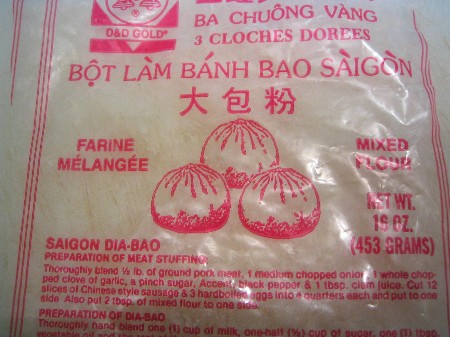 O&D GOLD®
BA CHUÔNG VÀNG
3 CLOCHES DOREES
BỘT LÀM BÁNH BAO SÀIGÒN
大包粉
FARINE
MÉLANGÉE
MIXED
FLOUR
NET WT.
16 OZ.
(453 GRAMS)
SAIGON DIA-BAO
PREPARATION OF MEAT STUFFING:
Thoroughly blend ½ lb. of ground pork meat, 1 medium chopped onion, 1 whole chop-
ped clove of garlic, a pinch sugar, Accent, black pepper & 1 tbsp. clam juice. Cut 12
slices of Chinese style sausage & 3 hardboiled eggs into 4 quarters each and put to one
side. Also put 2 tbsp. of mixed flour to one side.
PREPARATION OF DIA-BAO
Thoroughly hand blend one (1) cup of milk, one-half (½) cup of sugar, one (1) tbsp.